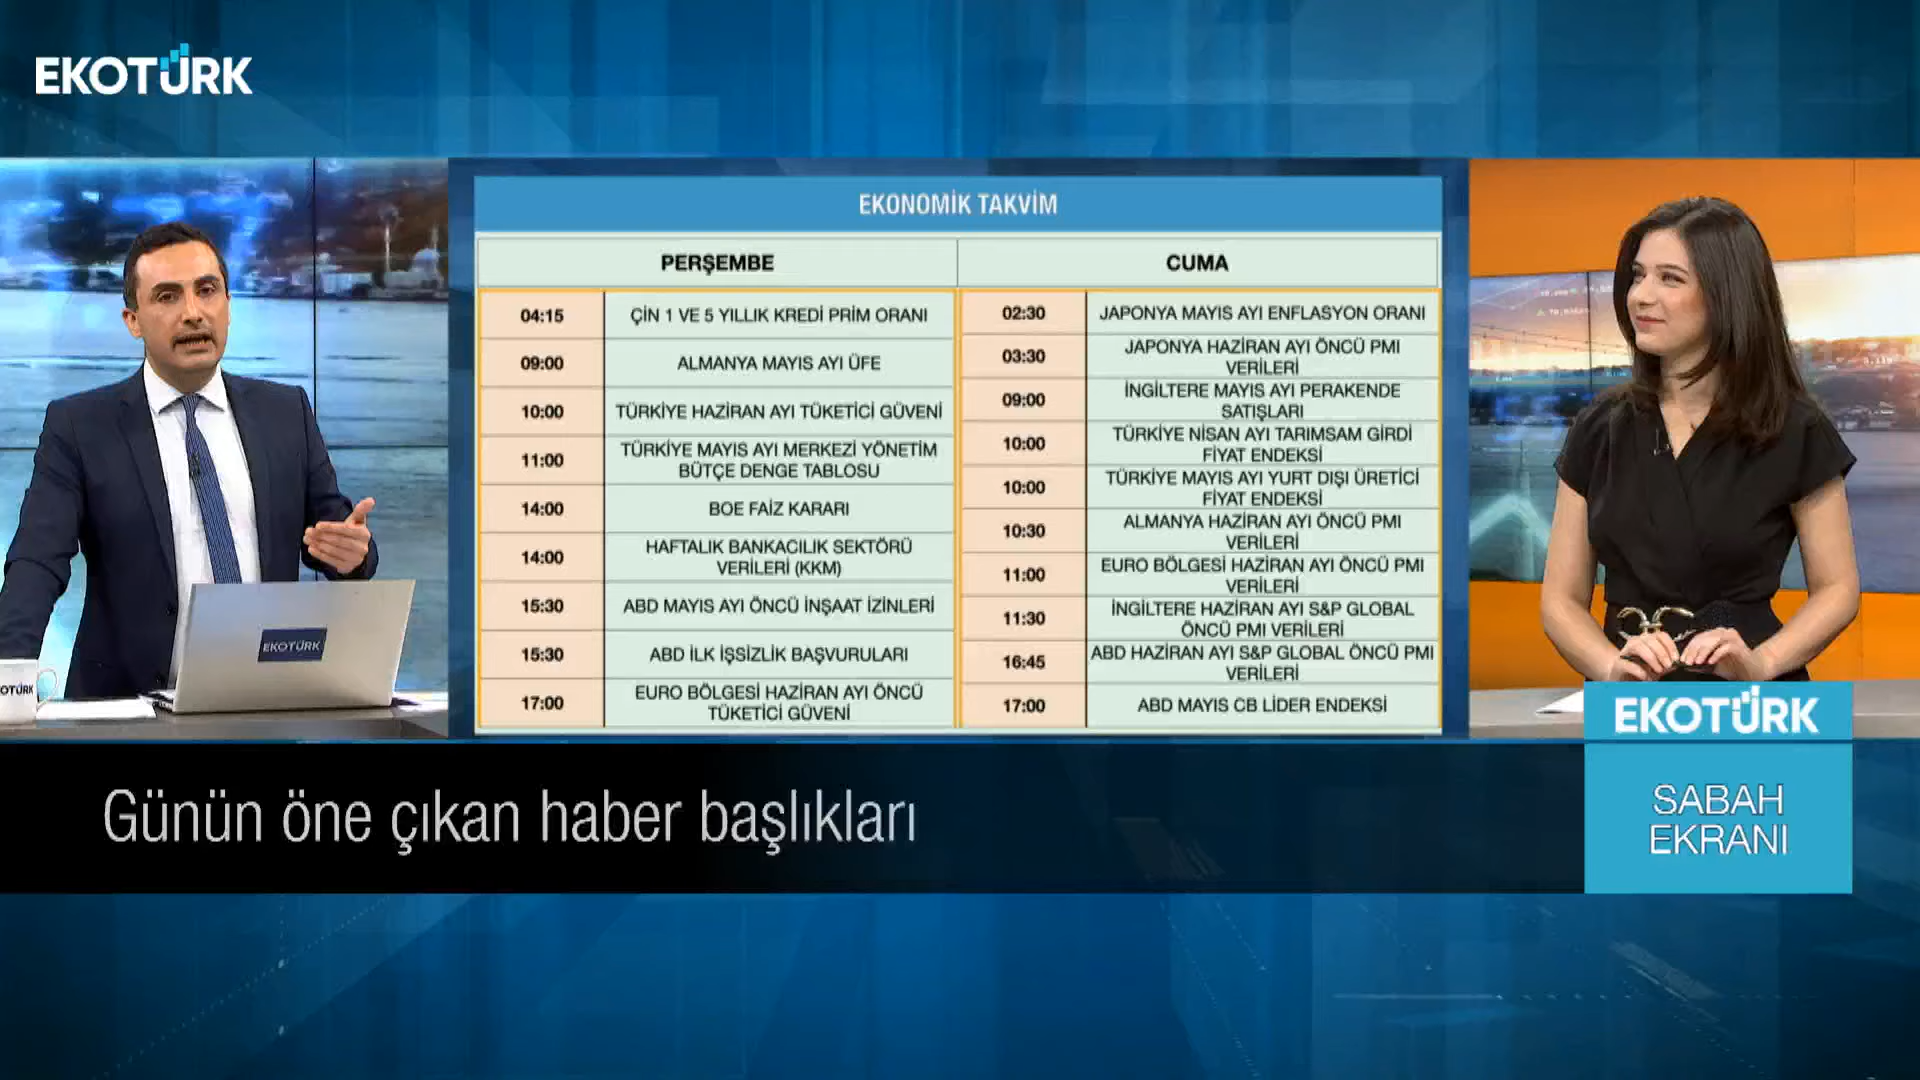 EKOTÜRK
EKONOMİK TAKVİM
PERŞEMBE
CUMA
04:15
ÇİN 1 VE 5 YILLIK KREDİ PRİM ORANI
09:00
ALMANYA MAYIS AYI ÜFE
10:00
TÜRKİYE HAZİRAN AYI TÜKETİCİ GÜVENİ
11:00
TÜRKİYE MAYIS AYI MERKEZİ YÖNETİM
BÜTÇE DENGE TABLOSU
14:00
BOE FAİZ KARARI
14:00
HAFTALIK BANKACILIK SEKTÖRÜ
VERİLERİ (KKM)
15:30
ABD MAYIS AYI ÖNCÜ İNŞAAT İZİNLERİ
15:30
ABD İLK İŞSİZLİK BAŞVURULARI
17:00
EURO BÖLGESİ HAZİRAN AYI ÖNCÜ
TÜKETİCİ GÜVENİ
02:30
JAPONYA MAYIS AYI ENFLASYON ORANI
03:30
JAPONYA HAZİRAN AYI ÖNCÜ PMI
VERİLERİ
09:00
İNGİLTERE MAYIS AYI PERAKENDE
SATIŞLARI
10:00
TÜRKİYE NİSAN AYI TARIMSAM GİRDİ
FİYAT ENDEKSİ
10:00
TÜRKİYE MAYIS AYI YURT DIŞI ÜRETİCİ
FİYAT ENDEKSİ
10:30
ALMANYA HAZİRAN AYI ÖNCÜ PMI
VERİLERİ
11:00
EURO BÖLGESİ HAZİRAN AYI ÖNCÜ PMI
VERİLERİ
11:30
İNGİLTERE HAZİRAN AYI S&P GLOBAL
ÖNCÜ PMI VERİLERİ
16:45
ABD HAZİRAN AYI S&P GLOBAL ÖNCÜ PMI
VERİLERİ
17:00
ABD MAYIS CB LİDER ENDEKSİ
EKOTÜRK
OTÜRK
EKOTÜRK
Günün öne çıkan haber başlıkları
SABAH
EKRANI